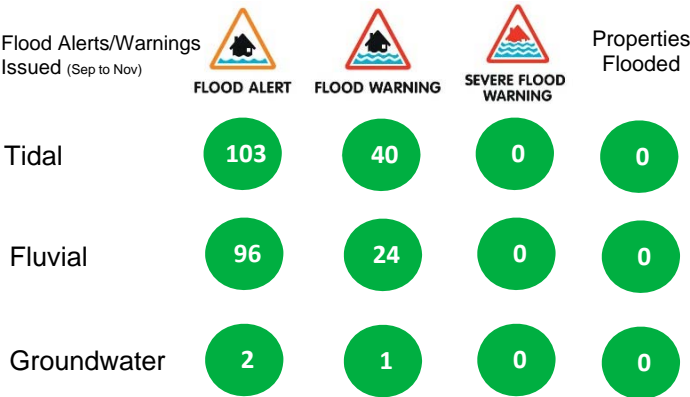 Flood Alerts/Warnings
Issued (Sep to Nov)
FLOOD ALERT
FLOOD WARNING
SEVERE FLOOD
WARNING
Properties
Flooded
Tidal 103 40 0 0
Fluvial 96 24 0 0
Groundwater 2 1 0 0